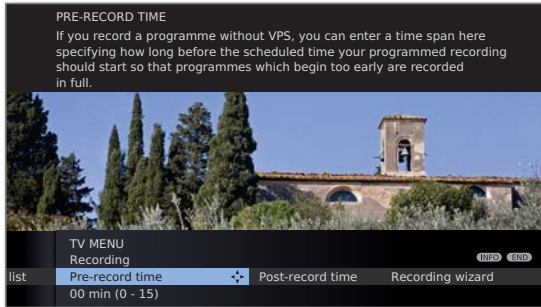 PRE-RECORD TIME
If you record a programme without VPS, you can enter a time span here
specifying how long before the scheduled time your programmed recording
should start so that programmes which begin too early are recorded
in full.
TV MENU
Recording
INFO END
list Pre-record time Post-record time Recording wizard
00 min (0 - 15)